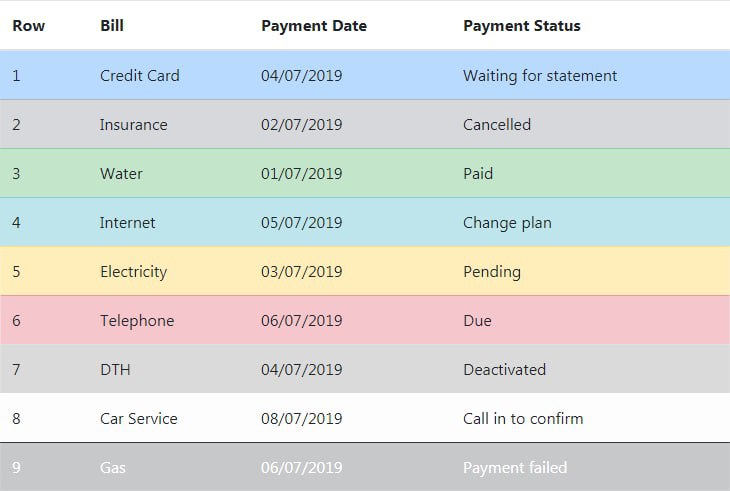 Row Bill Payment Date Payment Status
1 Credit Card 04/07/2019 Waiting for statement
2 Insurance 02/07/2019 Cancelled
3 Water 01/07/2019 Paid
4 Internet 05/07/2019 Change plan
5 Electricity 03/07/2019 Pending
6 Telephone 06/07/2019 Due
7 DTH 04/07/2019 Deactivated
8 Car Service 08/07/2019 Call in to confirm
9 Gas 06/07/2019 Payment failed